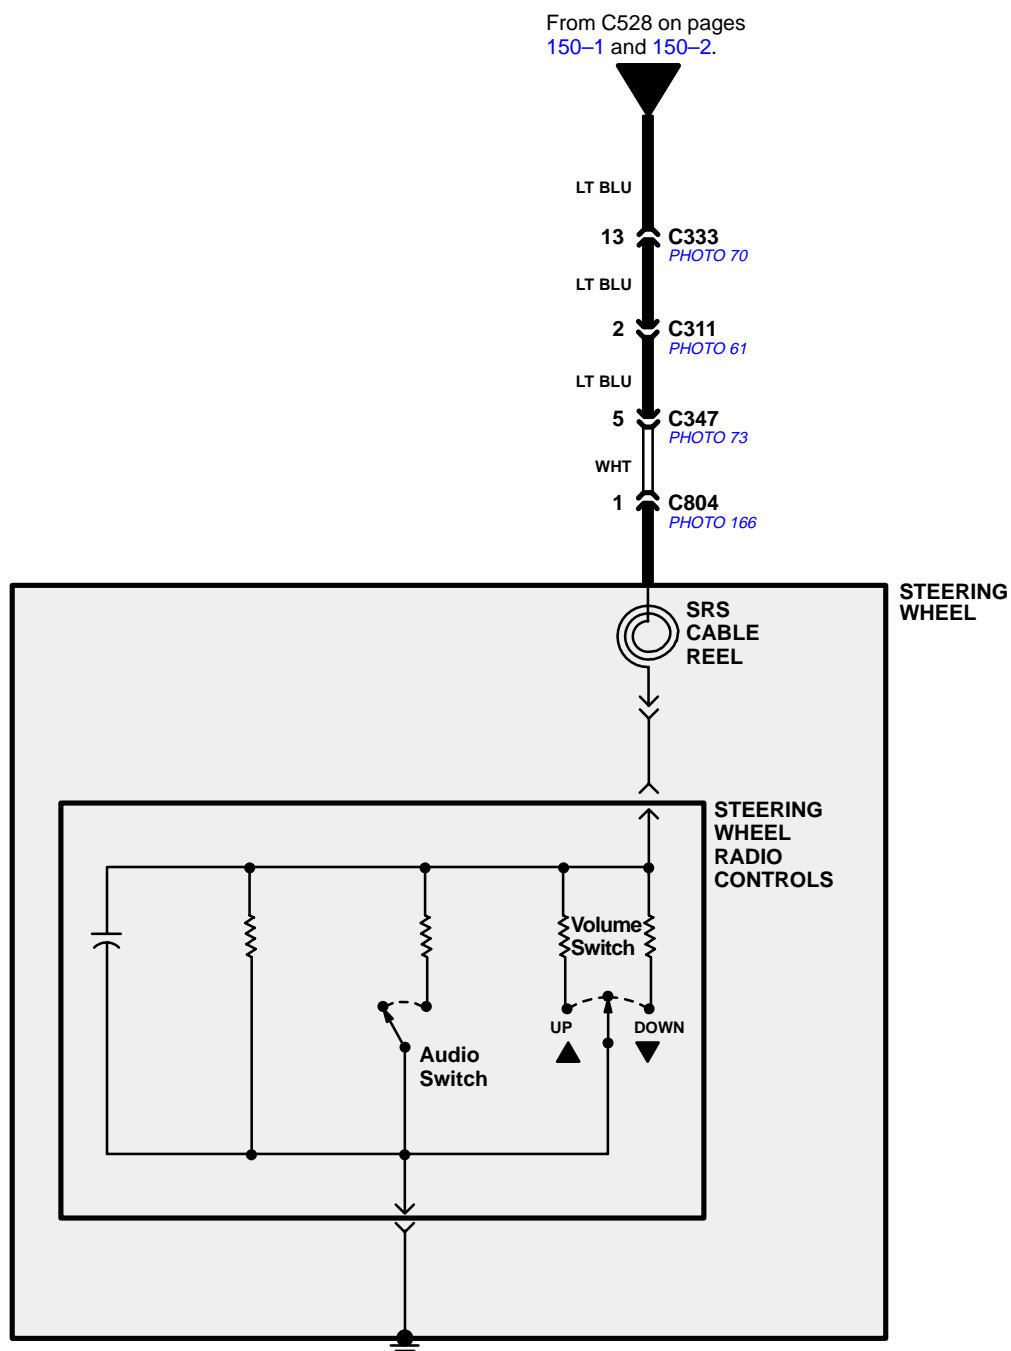 From C528 on pages
150–1 and 150–2.
LT BLU
13 C333
PHOTO 70
LT BLU
2 C311
PHOTO 61
LT BLU
5 C347
PHOTO 73
WHT
1 C804
PHOTO 166
STEERING
WHEEL
SRS
CABLE
REEL
STEERING
WHEEL
RADIO
CONTROLS
Volume
Switch
UP DOWN
Audio
Switch